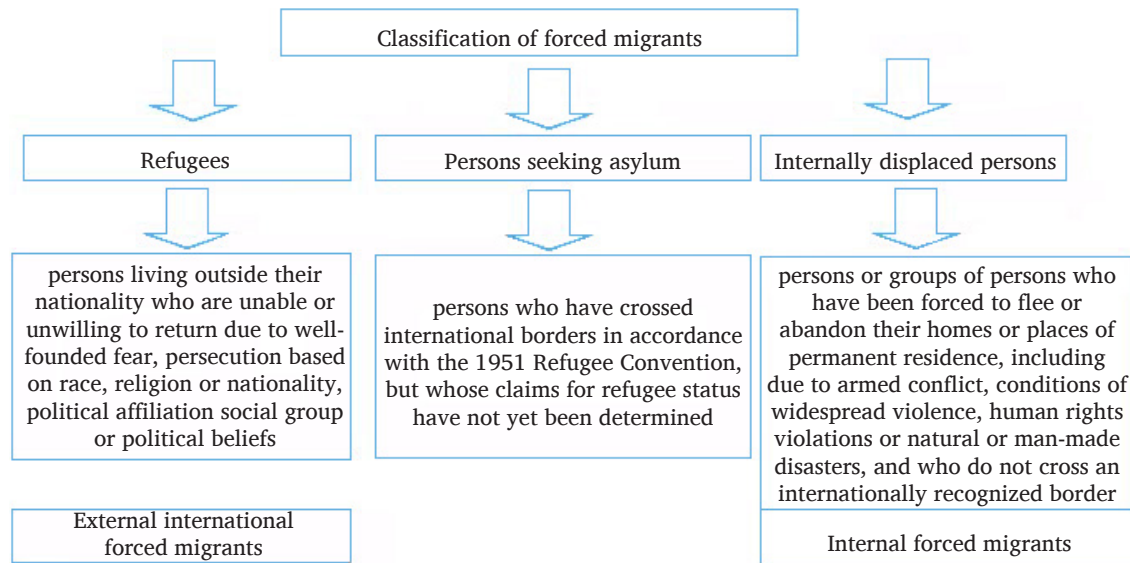 Classification of forced migrants
Refugees
Persons seeking asylum
Internally displaced persons
persons living outside their
nationality who are unable or
unwilling to return due to well-
founded fear, persecution based
on race, religion or nationality,
political affiliation social group
or political beliefs
persons who have crossed
international borders in accordance
with the 1951 Refugee Convention,
but whose claims for refugee status
have not yet been determined
persons or groups of persons who
have been forced to flee or
abandon their homes or places of
permanent residence, including
due to armed conflict, conditions of
widespread violence, human rights
violations or natural or man-made
disasters, and who do not cross an
internationally recognized border
External international
forced migrants
Internal forced migrants